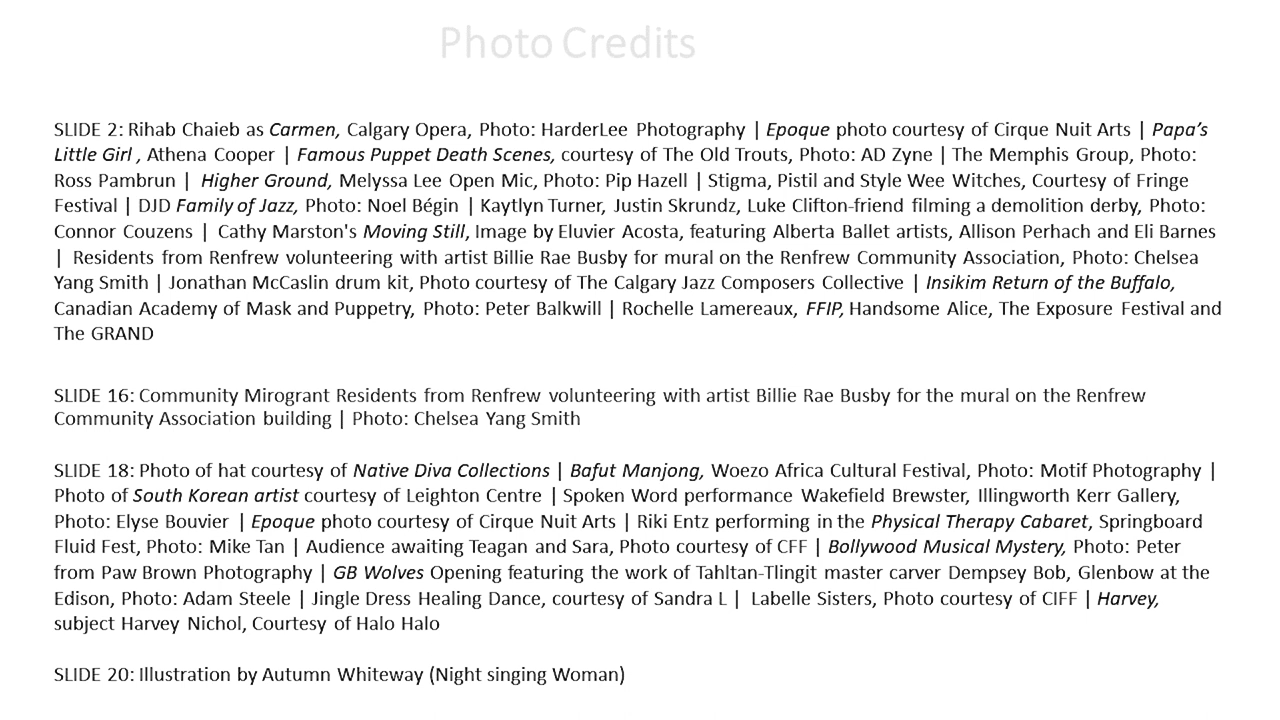 Photo Credits
SLIDE 2: Rihab Chaieb as Carmen, Calgary Opera, Photo: HarderLee Photography | Epoque photo courtesy of Cirque Nuit Arts | Papa's
Little Girl , Athena Cooper | Famous Puppet Death Scenes, courtesy of The Old Trouts, Photo: AD Zyne | The Memphis Group, Photo:
Ross Pambrun | Higher Ground, Melyssa Lee Open Mic, Photo: Pip Hazell | Stigma, Pistil and Style Wee Witches, Courtesy of Fringe
Festival | DJD Family of Jazz, Photo: Noel Bégin | Kaytlyn Turner, Justin Skrundz, Luke Clifton-friend filming a demolition derby, Photo:
Connor Couzens | Cathy Marston's Moving Still, Image by Eluvier Acosta, featuring Alberta Ballet artists, Allison Perhach and Eli Barnes
| Residents from Renfrew volunteering with artist Billie Rae Busby for mural on the Renfrew Community Association, Photo: Chelsea
Yang Smith | Jonathan McCaslin drum kit, Photo courtesy of The Calgary Jazz Composers Collective | Insikim Return of the Buffalo,
Canadian Academy of Mask and Puppetry, Photo: Peter Balkwill | Rochelle Lamereaux, FFIP, Handsome Alice, The Exposure Festival and
The GRAND
SLIDE 16: Community Mirogrant Residents from Renfrew volunteering with artist Billie Rae Busby for the mural on the Renfrew
Community Association building | Photo: Chelsea Yang Smith
SLIDE 18: Photo of hat courtesy of Native Diva Collections | Bafut Manjong, Woezo Africa Cultural Festival, Photo: Motif Photography |
Photo of South Korean artist courtesy of Leighton Centre | Spoken Word performance Wakefield Brewster, Illingworth Kerr Gallery,
Photo: Elyse Bouvier | Epoque photo courtesy of Cirque Nuit Arts | Riki Entz performing in the Physical Therapy Cabaret, Springboard
Fluid Fest, Photo: Mike Tan | Audience awaiting Teagan and Sara, Photo courtesy of CFF | Bollywood Musical Mystery, Photo: Peter
from Paw Brown Photography | GB Wolves Opening featuring the work of Tahltan-Tlingit master carver Dempsey Bob, Glenbow at the
Edison, Photo: Adam Steele | Jingle Dress Healing Dance, courtesy of Sandra L | Labelle Sisters, Photo courtesy of CIFF | Harvey,
subject Harvey Nichol, Courtesy of Halo Halo
SLIDE 20: Illustration by Autumn Whiteway (Night singing Woman)